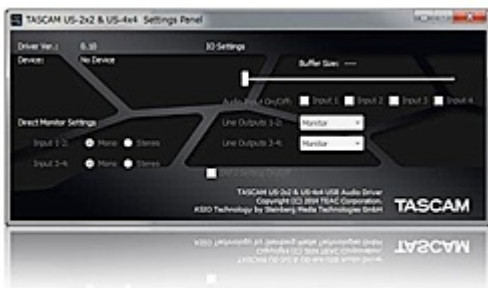 TASCAM US-2x2 & US-4x4 Settings Panel
Driver Ver.:
Device: No Device
IO Settings
Buffer Size: ---
Audio Input On/Off: Input 1 Input 2 Input 3 Input 4
Direct Monitor Settings
Input 1-2: Mono Stereo
Input 3-4: Mono Stereo
Line Outputs 1-2: Monitor
Line Outputs 3-4: Monitor
TASCAM US-2x2 & US-4x4 USB Audio Driver
Copyright (C) 2014 TEAC Corporation.
ASIO Technology by Steinberg Media Technologies GmbH
TASCAM